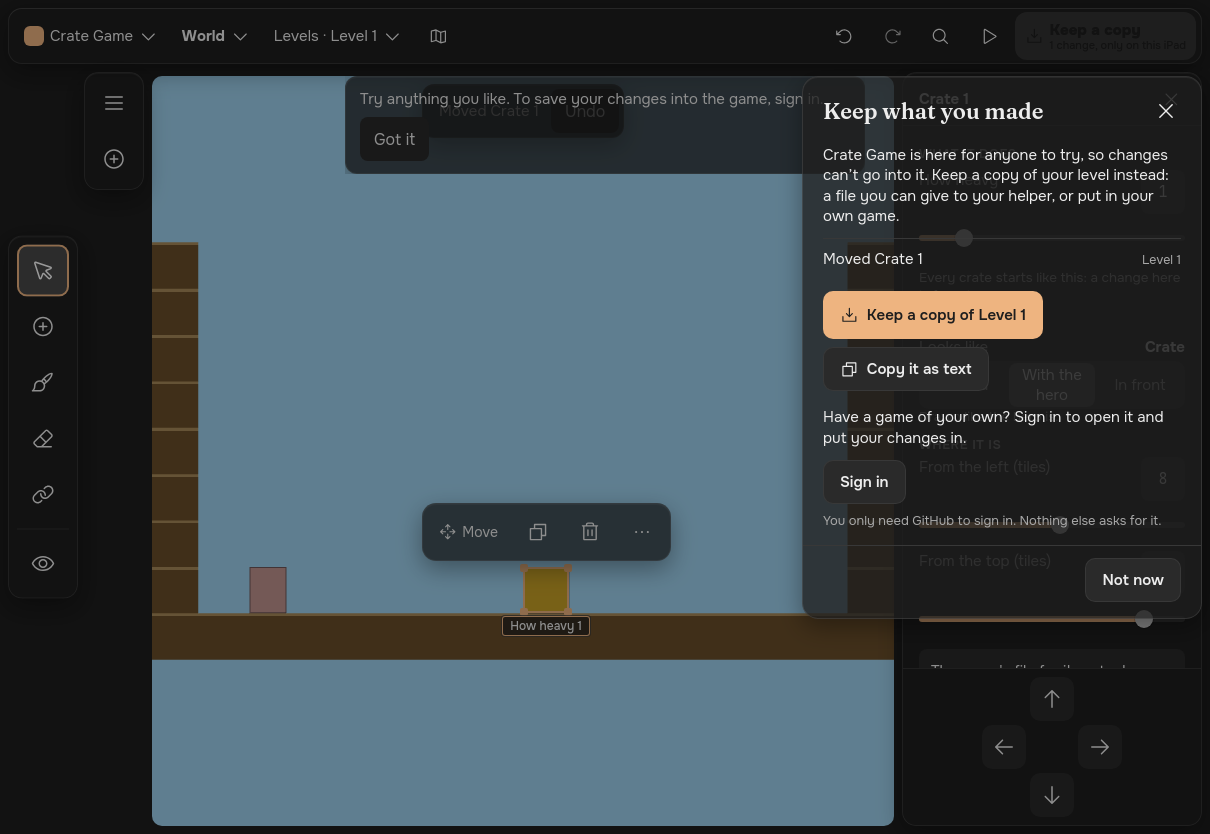 Crate Game
World
Levels · Level 1
Keep a copy
1 change, only on this iPad
Try anything you like. To save your changes into the game, sign in.
Moved Crate 1
Undo
Got it
Crate 1
Keep what you made
Crate Game is here for anyone to try, so changes
can’t go into it. Keep a copy of your level instead:
a file you can give to your helper, or put in your
own game.
How heavy
1
Moved Crate 1
Level 1
Every crate starts like this: a change here
Keep a copy of Level 1
Looks like
Crate
Copy it as text
With the
hero
In front
Have a game of your own? Sign in to open it and
put your changes in.
WHERE IT IS
From the left (tiles)
8
Sign in
You only need GitHub to sign in. Nothing else asks for it.
From the top (tiles)
Not now
Move
How heavy 1